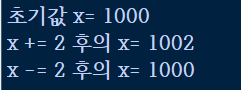 초기값 x= 1000
x += 2 후의 x= 1002
x -= 2 후의 x= 1000